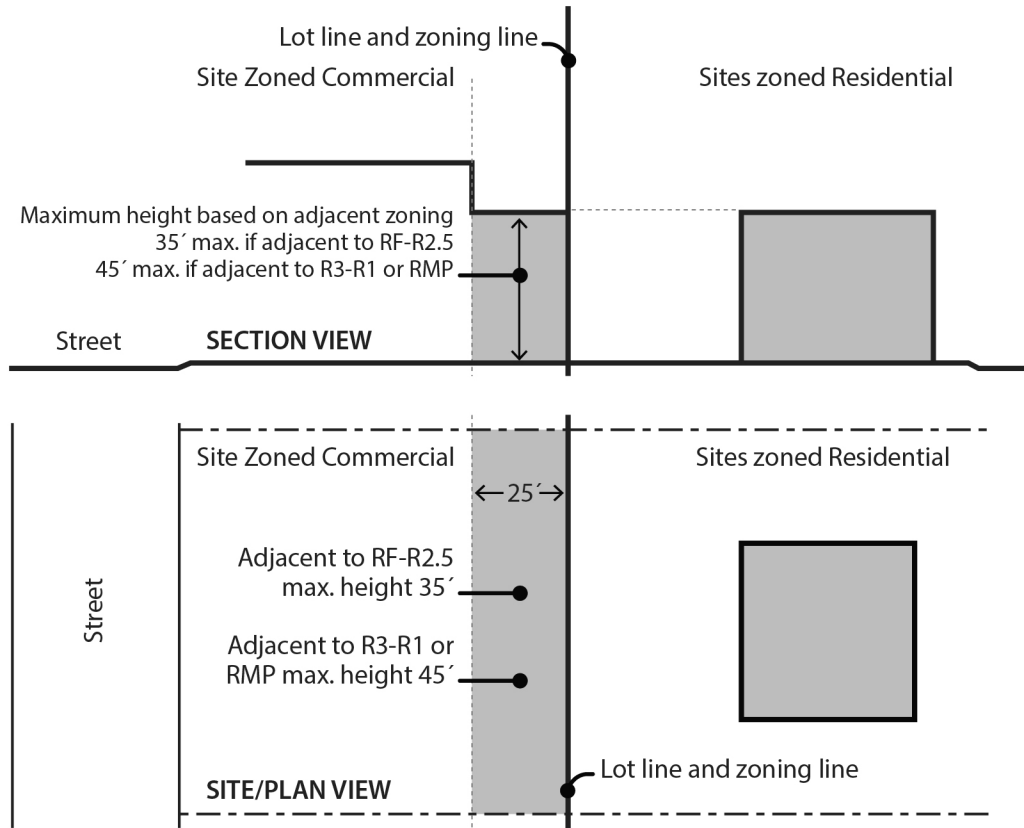 Lot line and zoning line
Site Zoned Commercial
Sites zoned Residential
Maximum height based on adjacent zoning
35´ max. if adjacent to RF-R2.5
45´ max. if adjacent to R3-R1 or RMP
Street
SECTION VIEW
Site Zoned Commercial
Sites zoned Residential
25´
Adjacent to RF-R2.5
max. height 35´
Street
Adjacent to R3-R1 or
RMP max. height 45´
Lot line and zoning line
SITE/PLAN VIEW